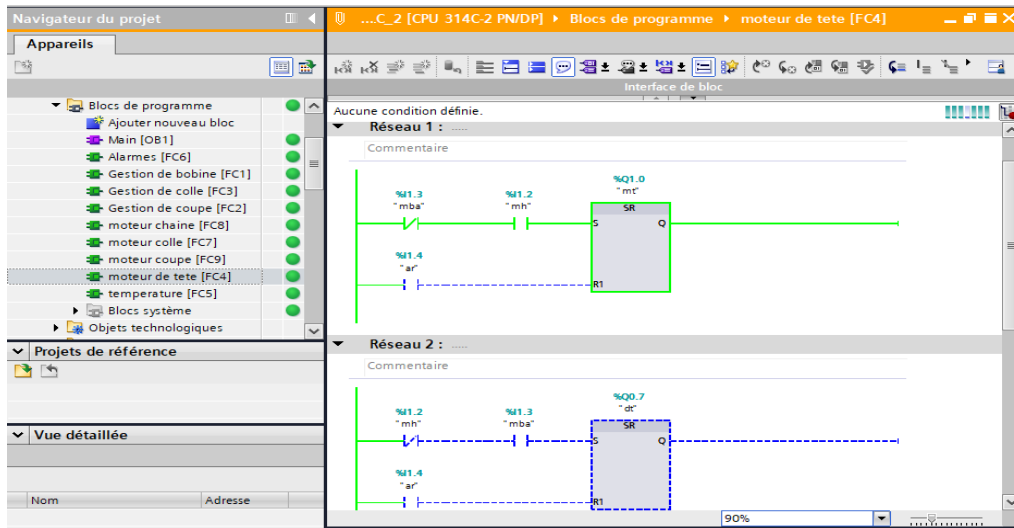 Navigateur du projet
...C_2 [CPU 314C-2 PN/DP] ▸ Blocs de programme ▸ moteur de tete [FC4]
Appareils
Interface de bloc
Blocs de programme
Ajouter nouveau bloc
Main [OB1]
Alarmes [FC6]
Gestion de bobine [FC1]
Gestion de colle [FC3]
Gestion de coupe [FC2]
moteur chaine [FC8]
moteur colle [FC7]
moteur coupe [FC9]
moteur de tete [FC4]
temperature [FC5]
Blocs système
Objets technologiques
Projets de référence
Vue détaillée
Nom Adresse
Aucune condition définie.
Réseau 1 : .....
Commentaire
%Q1.0
"mt"
%I1.3 %I1.2
"mba" "mh"
SR
S Q
%I1.4
"ar"
R1
Réseau 2 : .....
Commentaire
%Q0.7
"dt"
%I1.2 %I1.3
"mh" "mba"
SR
S Q
%I1.4
"ar"
R1
90%